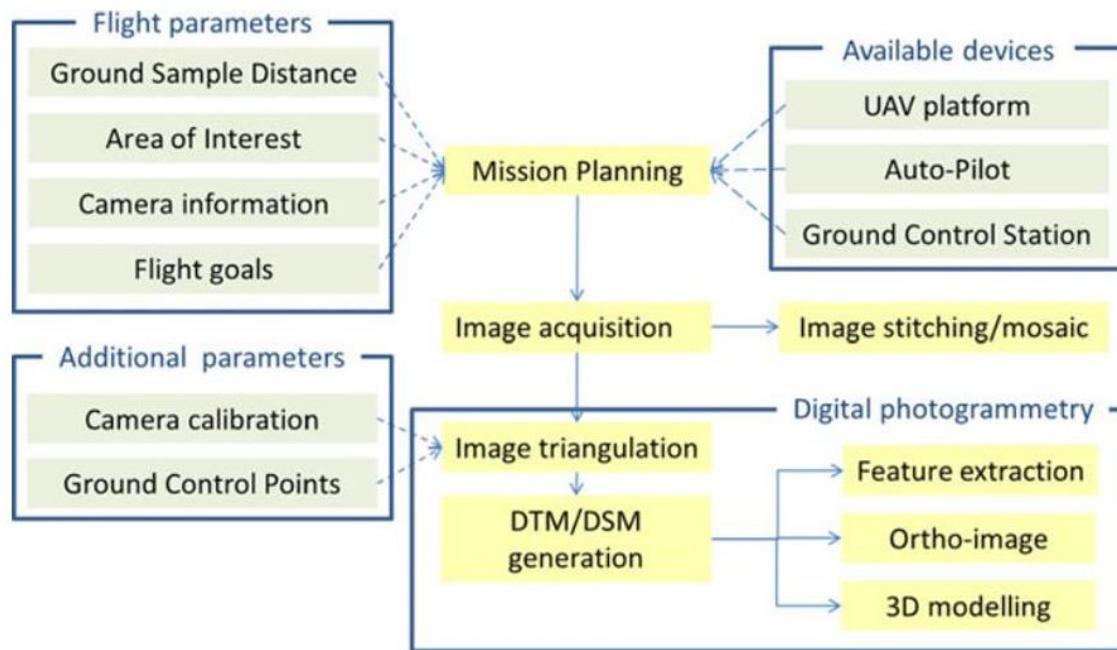 Flight parameters
Ground Sample Distance
Area of Interest
Camera information
Flight goals
Available devices
UAV platform
Auto-Pilot
Ground Control Station
Mission Planning
Image acquisition
Image stitching/mosaic
Additional parameters
Camera calibration
Ground Control Points
Digital photogrammetry
Image triangulation
DTM/DSM
generation
Feature extraction
Ortho-image
3D modelling